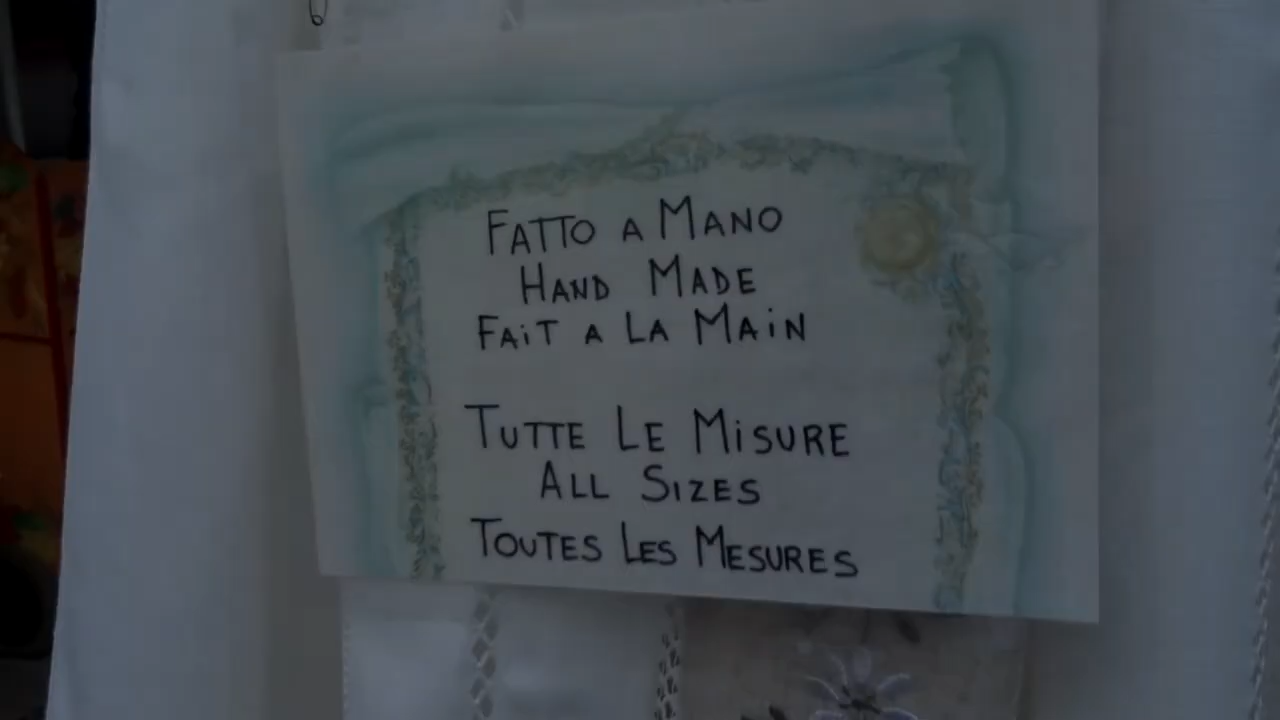 FATTO A MANO
HAND MADE
FAiT A LA MAiN
TUTTE LE MiSURE
ALL SIZES
TOUTES LES MESURES